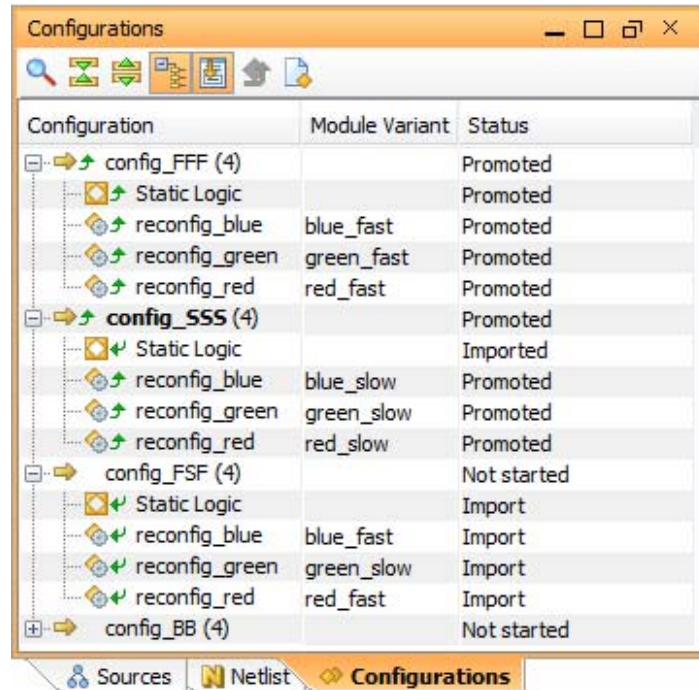 Configurations
Configuration Module Variant Status
config_FFF (4) Promoted
Static Logic Promoted
reconfig_blue blue_fast Promoted
reconfig_green green_fast Promoted
reconfig_red red_fast Promoted
config_SSS (4) Promoted
Static Logic Imported
reconfig_blue blue_slow Promoted
reconfig_green green_slow Promoted
reconfig_red red_slow Promoted
config_FSF (4) Not started
Static Logic Import
reconfig_blue blue_fast Import
reconfig_green green_slow Import
reconfig_red red_fast Import
config_BB (4) Not started
Sources Netlist Configurations